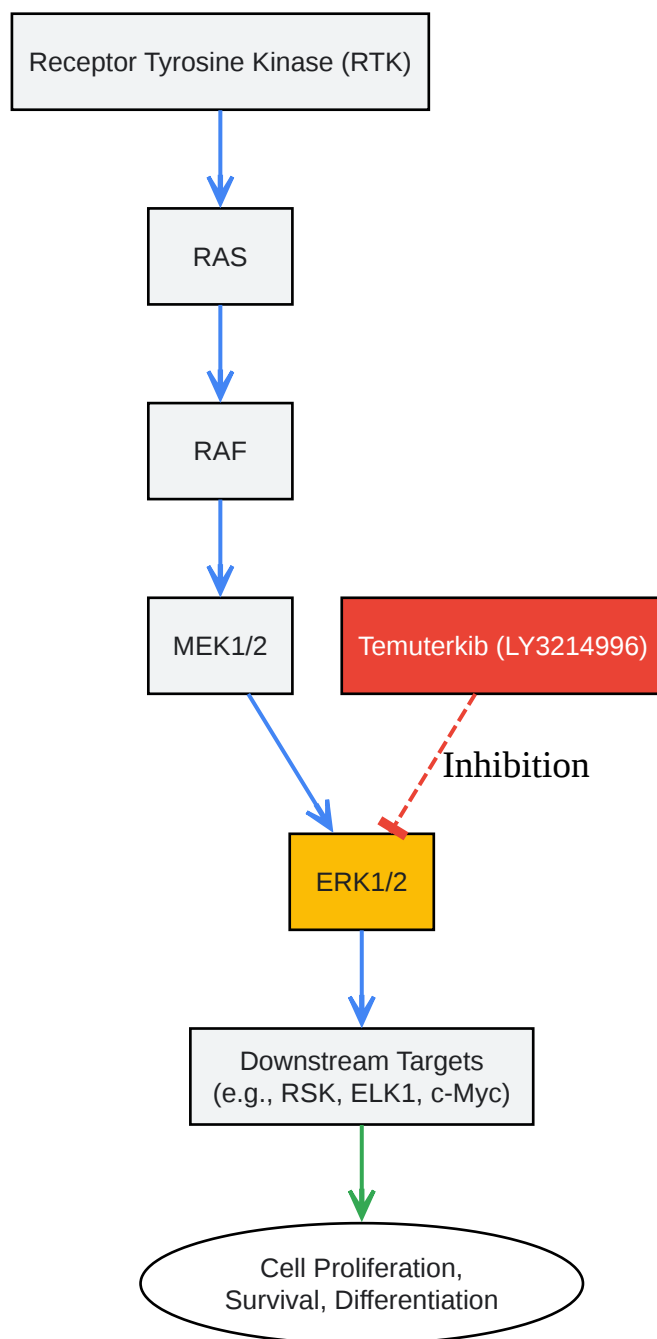 Receptor Tyrosine Kinase (RTK)
RAS
RAF
MEK1/2
Temuterkib (LY3214996)
Inhibition
ERK1/2
Downstream Targets
(e.g., RSK, ELK1, c-Myc)
Cell Proliferation,
Survival, Differentiation